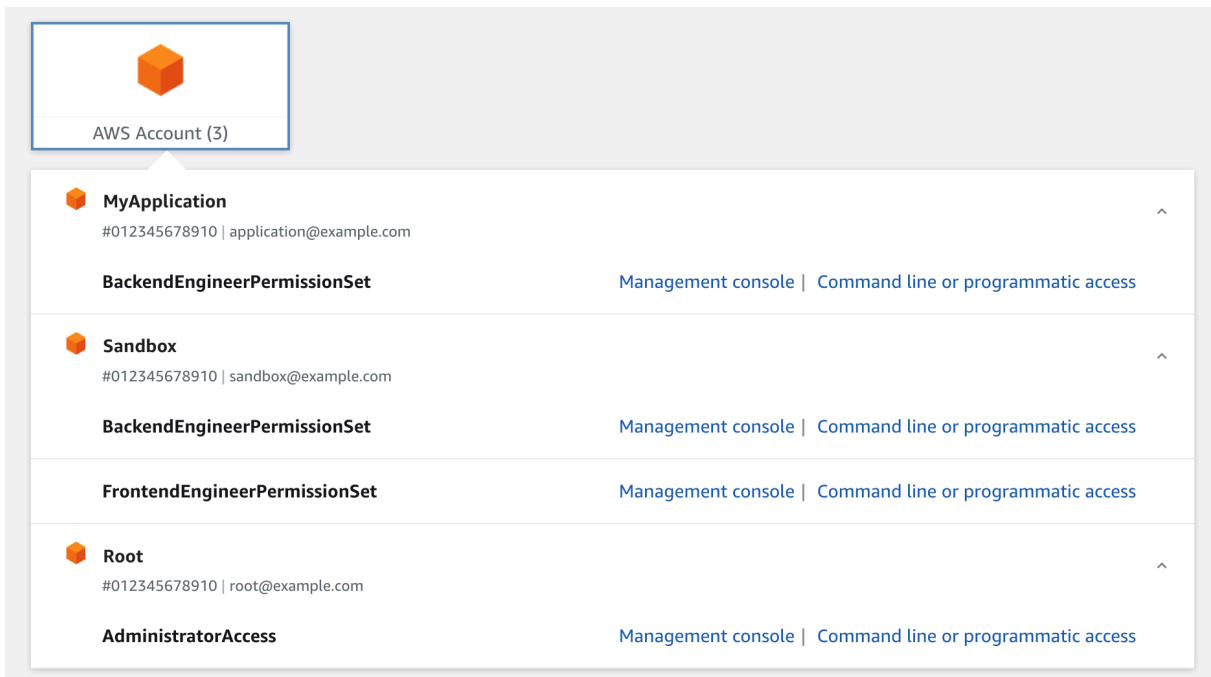 AWS Account (3)
MyApplication
#012345678910 | application@example.com
BackendEngineerPermissionSet Management console | Command line or programmatic access
Sandbox
#012345678910 | sandbox@example.com
BackendEngineerPermissionSet Management console | Command line or programmatic access
FrontendEngineerPermissionSet Management console | Command line or programmatic access
Root
#012345678910 | root@example.com
AdministratorAccess Management console | Command line or programmatic access